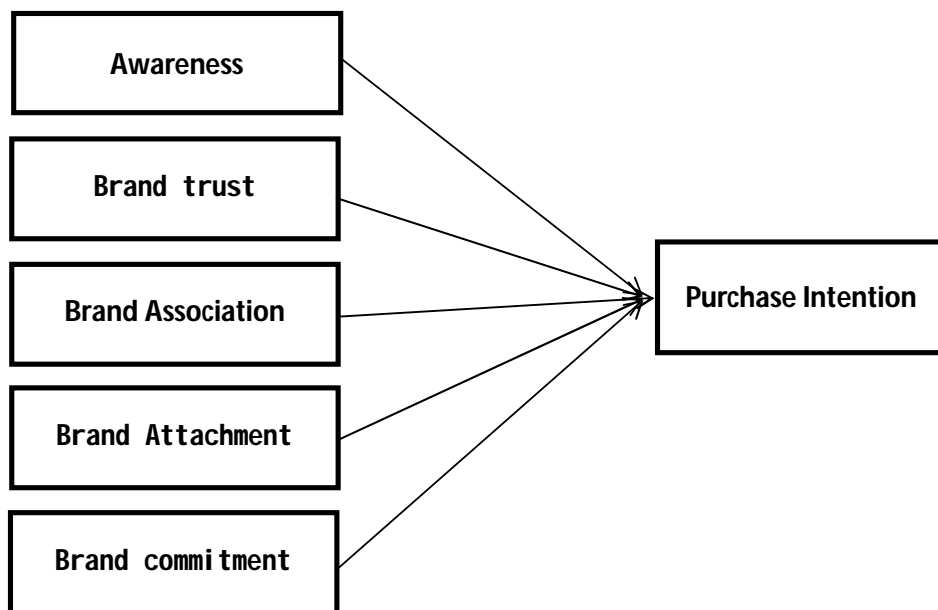 Awareness
Brand trust
Brand Association
Purchase Intention
Brand Attachment
Brand commitment